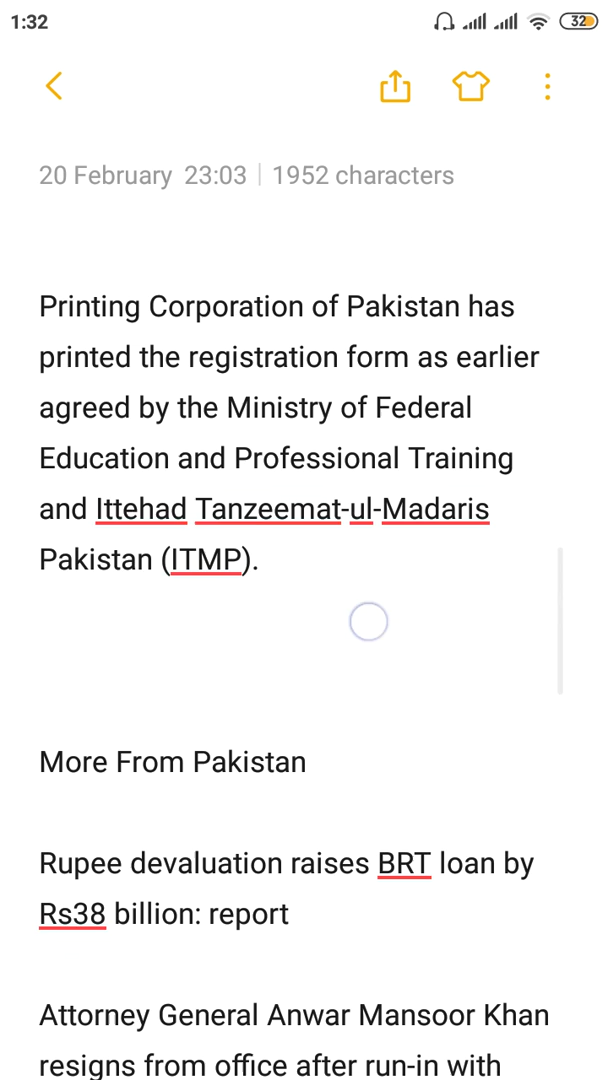 1:32
32
20 February 23:03 | 1952 characters
Printing Corporation of Pakistan has
printed the registration form as earlier
agreed by the Ministry of Federal
Education and Professional Training
and Ittehad Tanzeemat-ul-Madaris
Pakistan (ITMP).
More From Pakistan
Rupee devaluation raises BRT loan by
Rs38 billion: report
Attorney General Anwar Mansoor Khan
resigns from office after run-in with